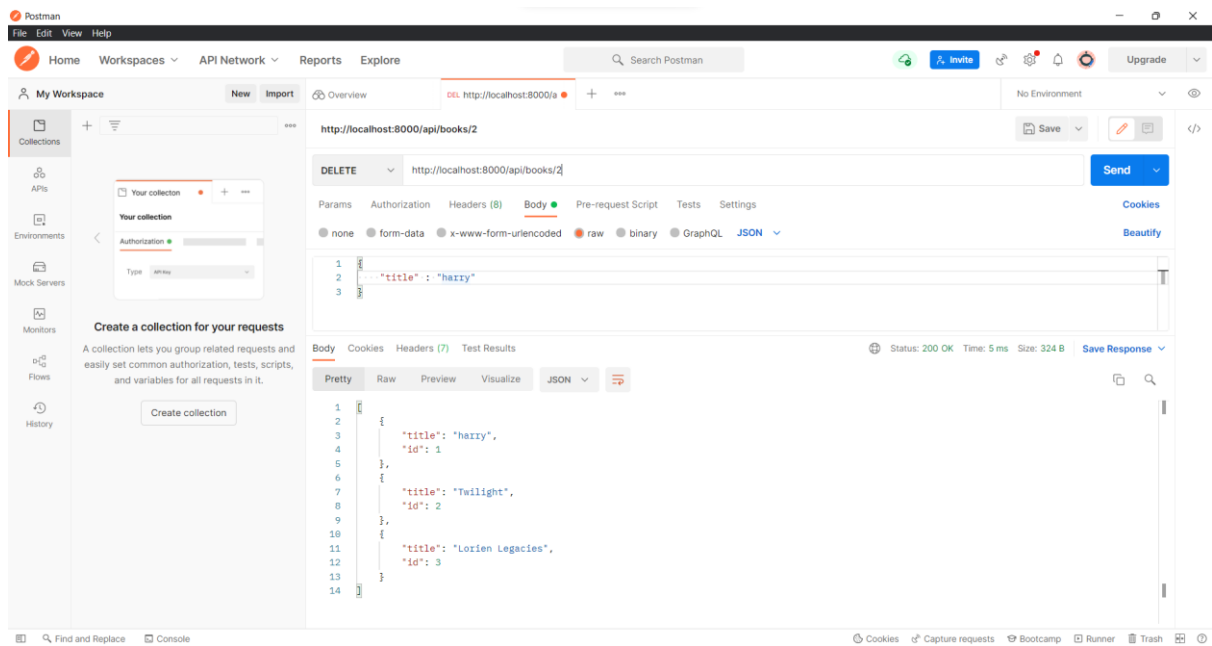 Postman
File Edit View Help
Home Workspaces API Network Reports Explore Search Postman Invite Upgrade
My Workspace New Import Overview DEL http://localhost:8000/a No Environment
Collections
http://localhost:8000/api/books/2 Save
DELETE http://localhost:8000/api/books/2 Send
APIs
Your collecton
Your collection
Authorization
Type API Key
Params Authorization Headers (8) Body Pre-request Script Tests Settings Cookies
Environments
none form-data x-www-form-urlencoded raw binary GraphQL JSON Beautify
1 {
2 "title" : "harry"
3 }
Mock Servers
Monitors
Create a collection for your requests
A collection lets you group related requests and
easily set common authorization, tests, scripts,
and variables for all requests in it.
Create collection
Flows
History
Body Cookies Headers (7) Test Results Status: 200 OK Time: 5 ms Size: 324 B Save Response
Pretty Raw Preview Visualize JSON
1 [
2 {
3 "title": "harry",
4 "id": 1
5 },
6 {
7 "title": "Twilight",
8 "id": 2
9 },
10 {
11 "title": "Lorien Legacies",
12 "id": 3
13 }
14 ]
Find and Replace Console Cookies Capture requests Bootcamp Runner Trash